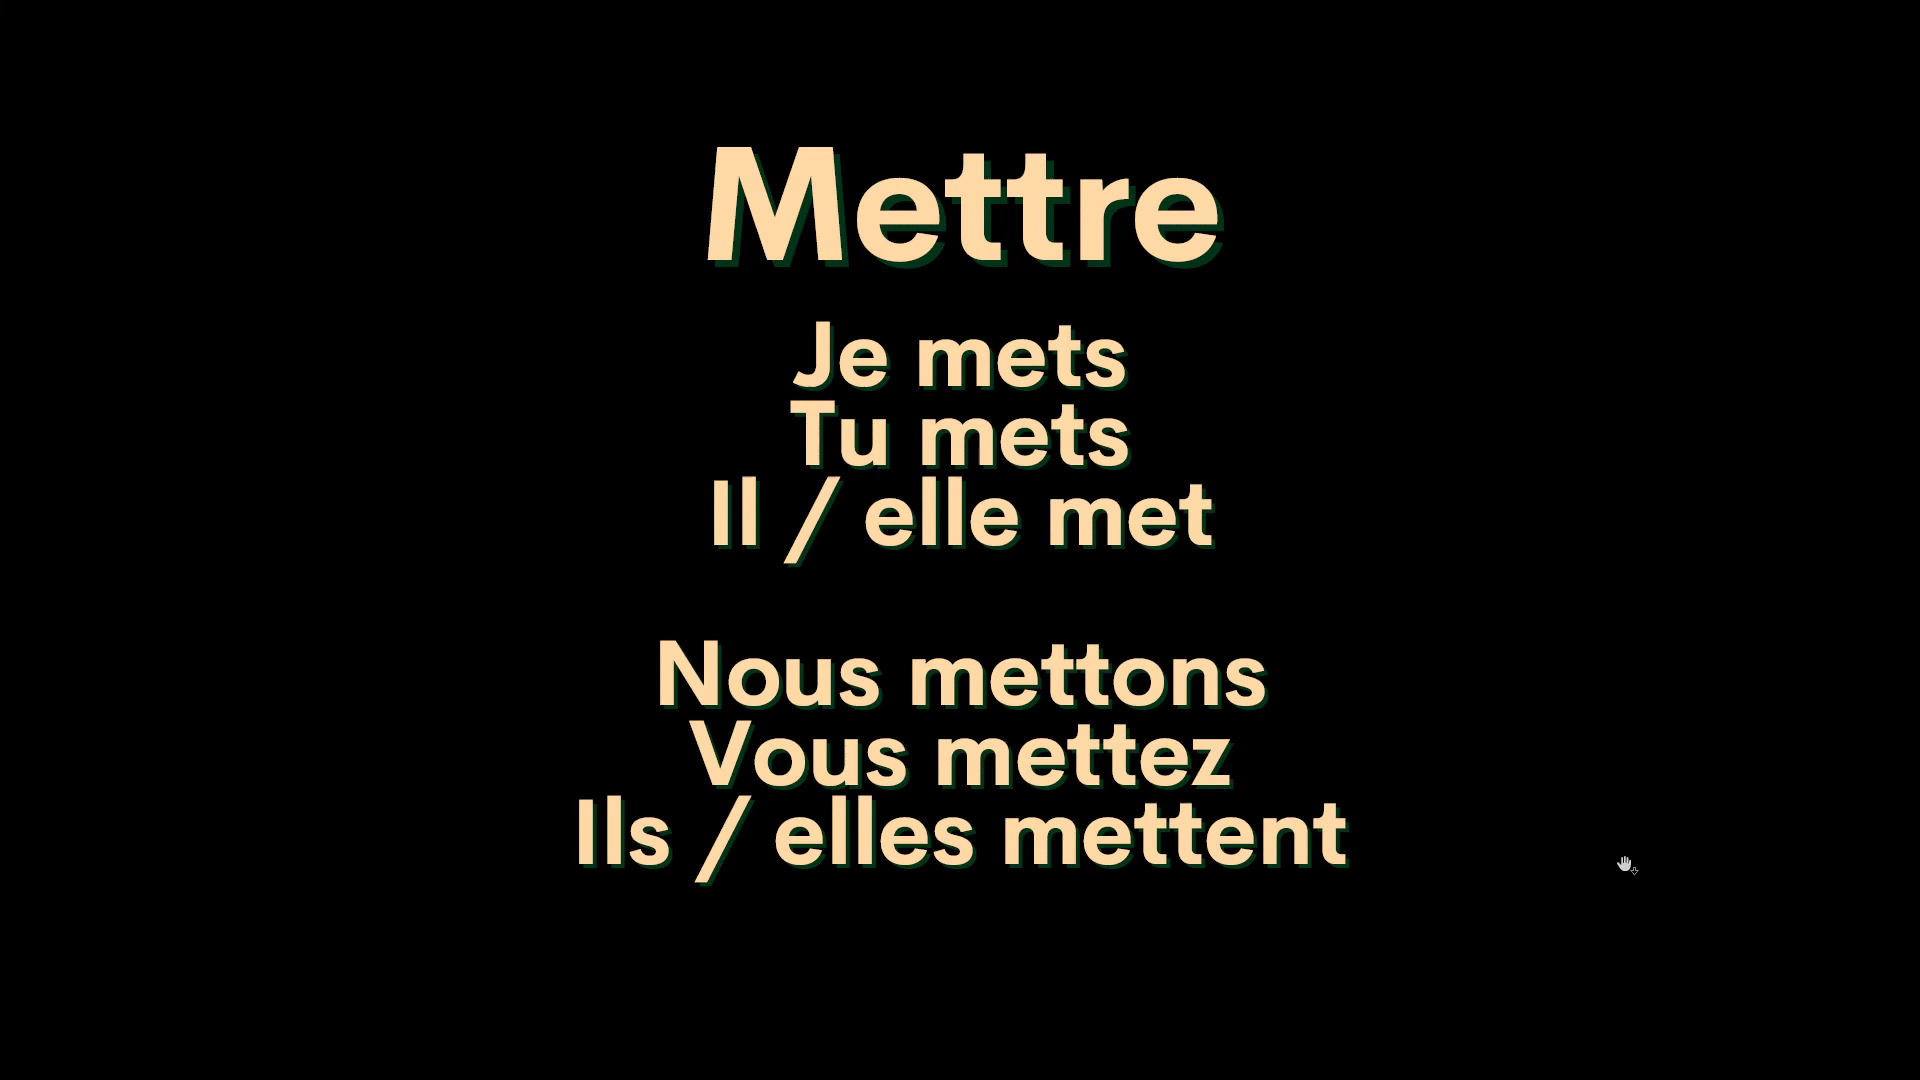 Mettre
Je mets
Tu mets
Il / elle met
Nous mettons
Vous mettez
Ils / elles mettent